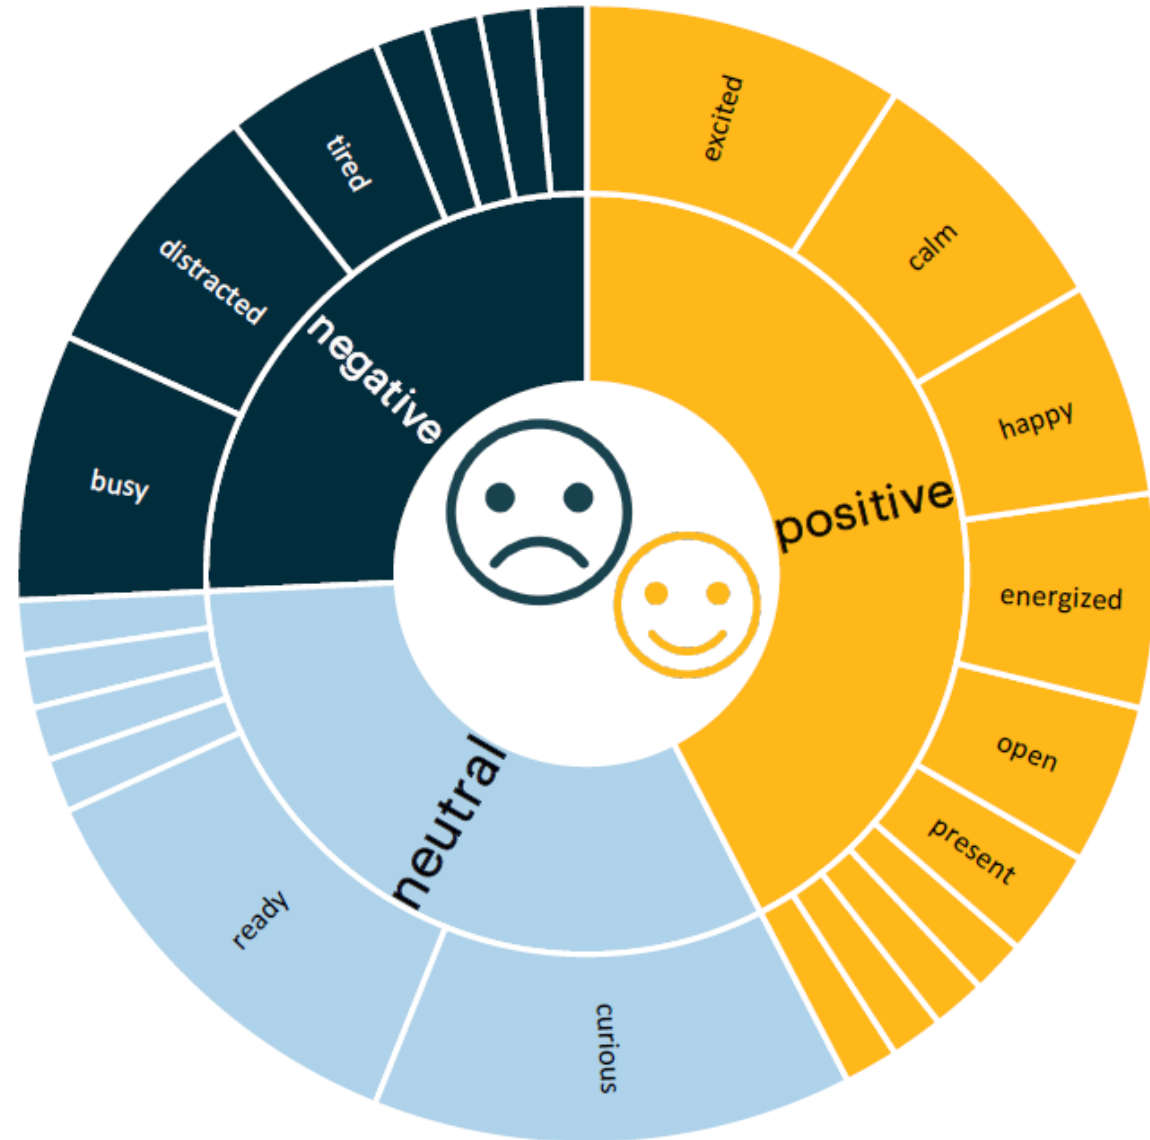 excited
calm
happy
energized
open
present
positive
curious
ready
neutral
busy
distracted
tired
negative